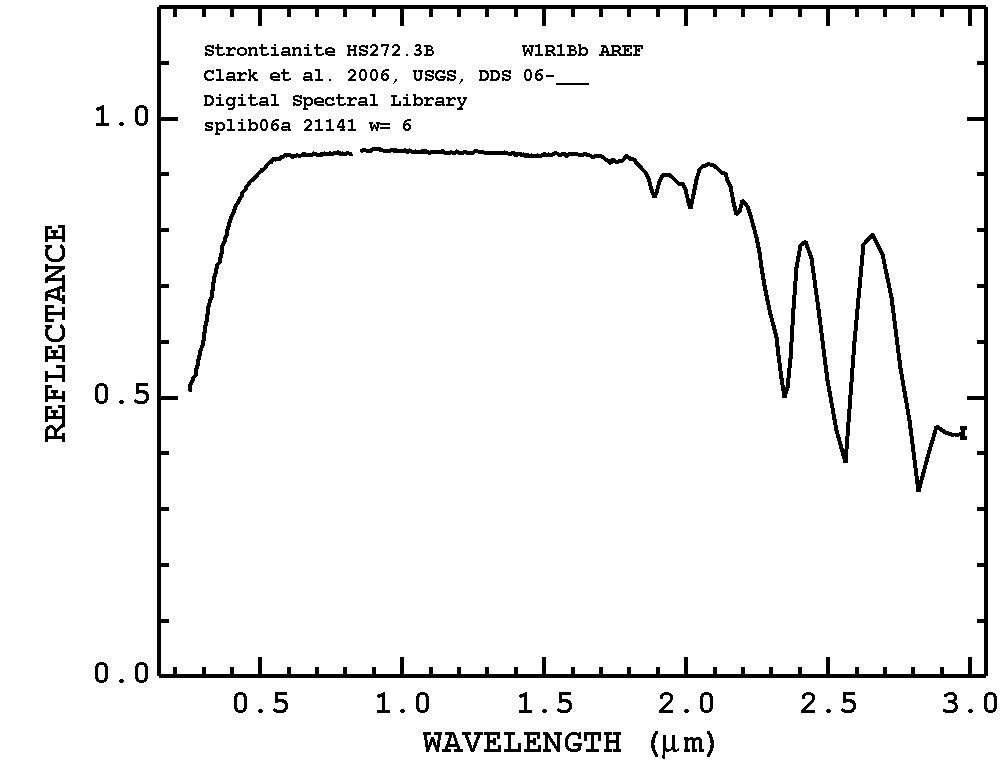 Strontianite HS272.3B W1R1Bb AREF
Clark et al. 2006, USGS, DDS 06-___
Digital Spectral Library
splib06a 21141 w= 6
REFLECTANCE
1.0
0.5
0.0
0.5 1.0 1.5 2.0 2.5 3.0
WAVELENGTH (μm)